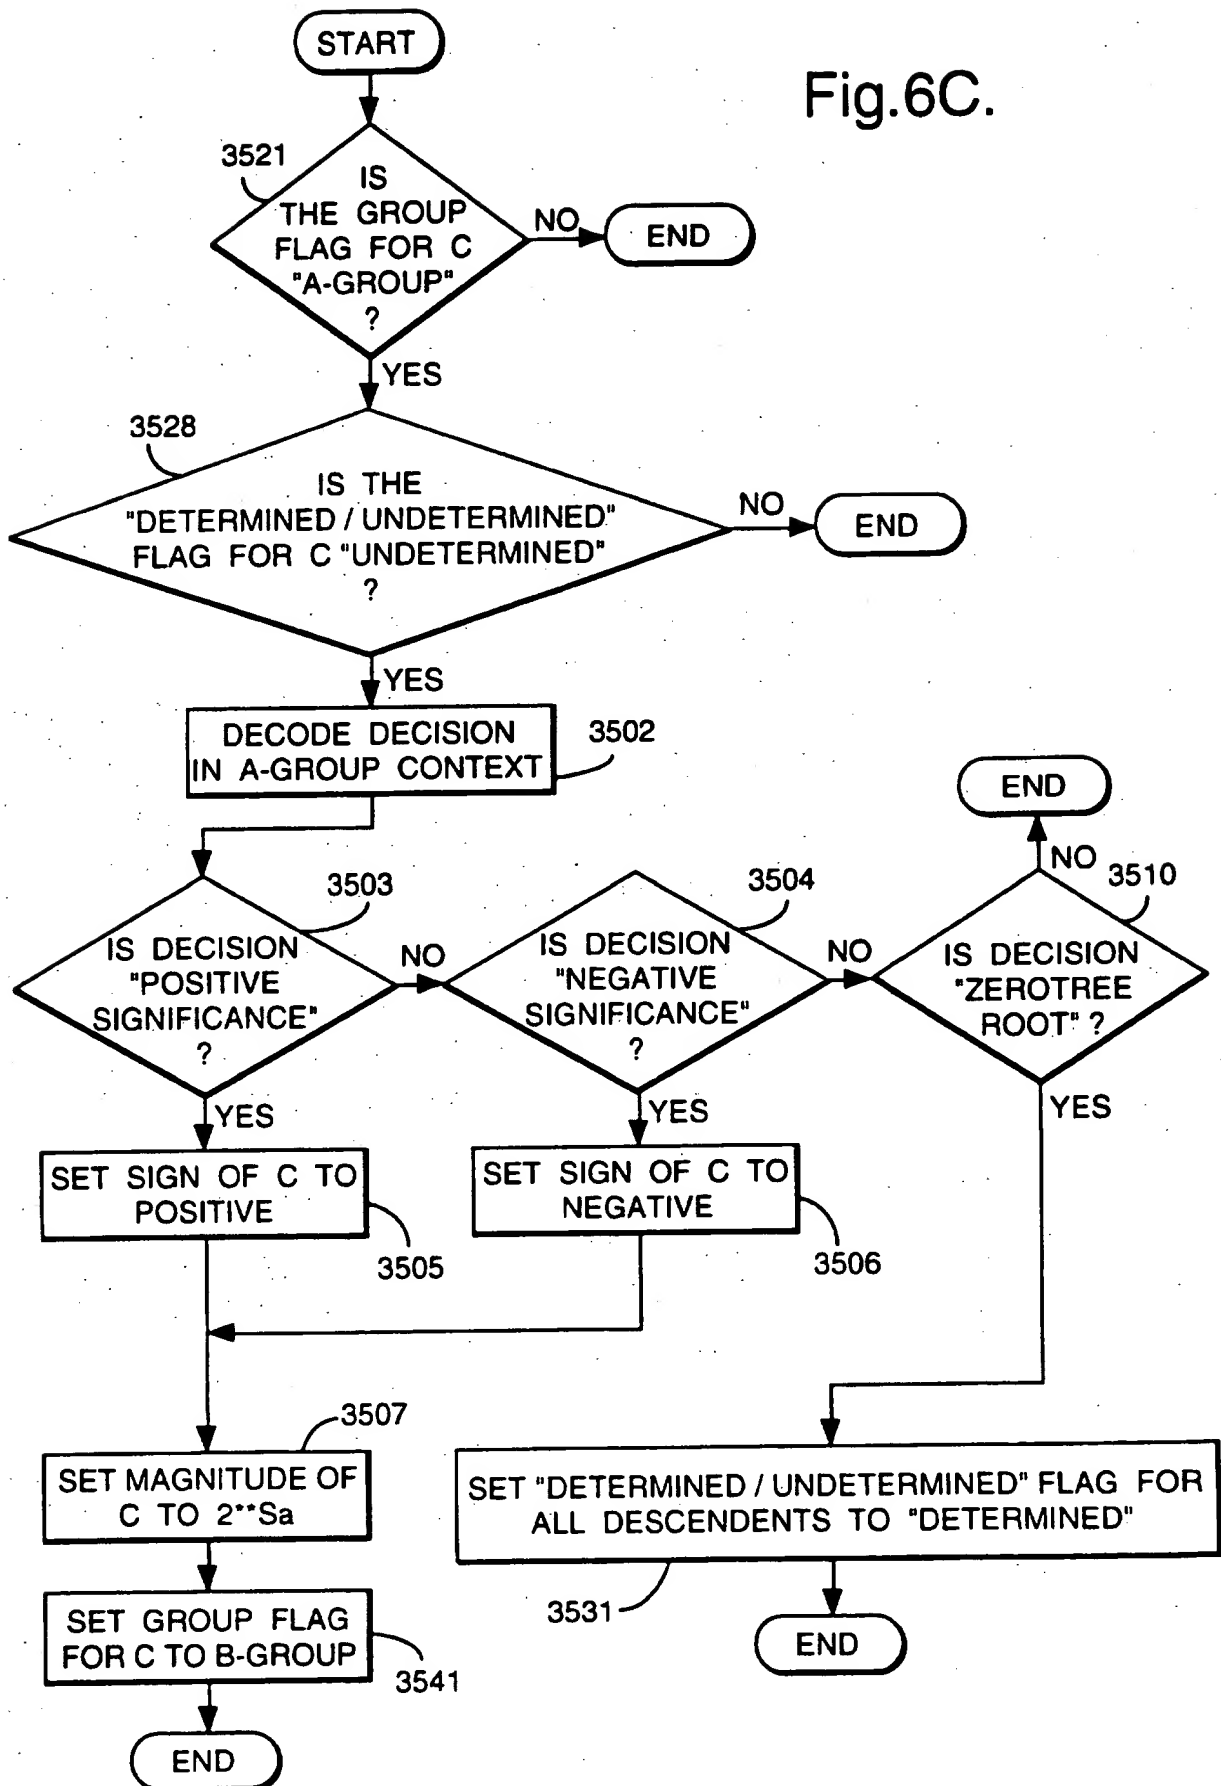 START
Fig.6C.
3521
IS
THE GROUP
FLAG FOR C
"A-GROUP"
?
NO
END
YES
3528
IS THE
"DETERMINED / UNDETERMINED"
FLAG FOR C "UNDETERMINED"
?
NO
END
YES
DECODE DECISION
IN A-GROUP CONTEXT
3502
END
NO
3503
IS DECISION
"POSITIVE
SIGNIFICANCE"
?
NO
3504
IS DECISION
"NEGATIVE
SIGNIFICANCE"
?
NO
3510
IS DECISION
"ZEROTREE
ROOT" ?
YES
YES
YES
SET SIGN OF C TO
POSITIVE
3505
SET SIGN OF C TO
NEGATIVE
3506
3507
SET MAGNITUDE OF
C TO 2**Sa
SET "DETERMINED / UNDETERMINED" FLAG FOR
ALL DESCENDENTS TO "DETERMINED"
3531
SET GROUP FLAG
FOR C TO B-GROUP
3541
END
END